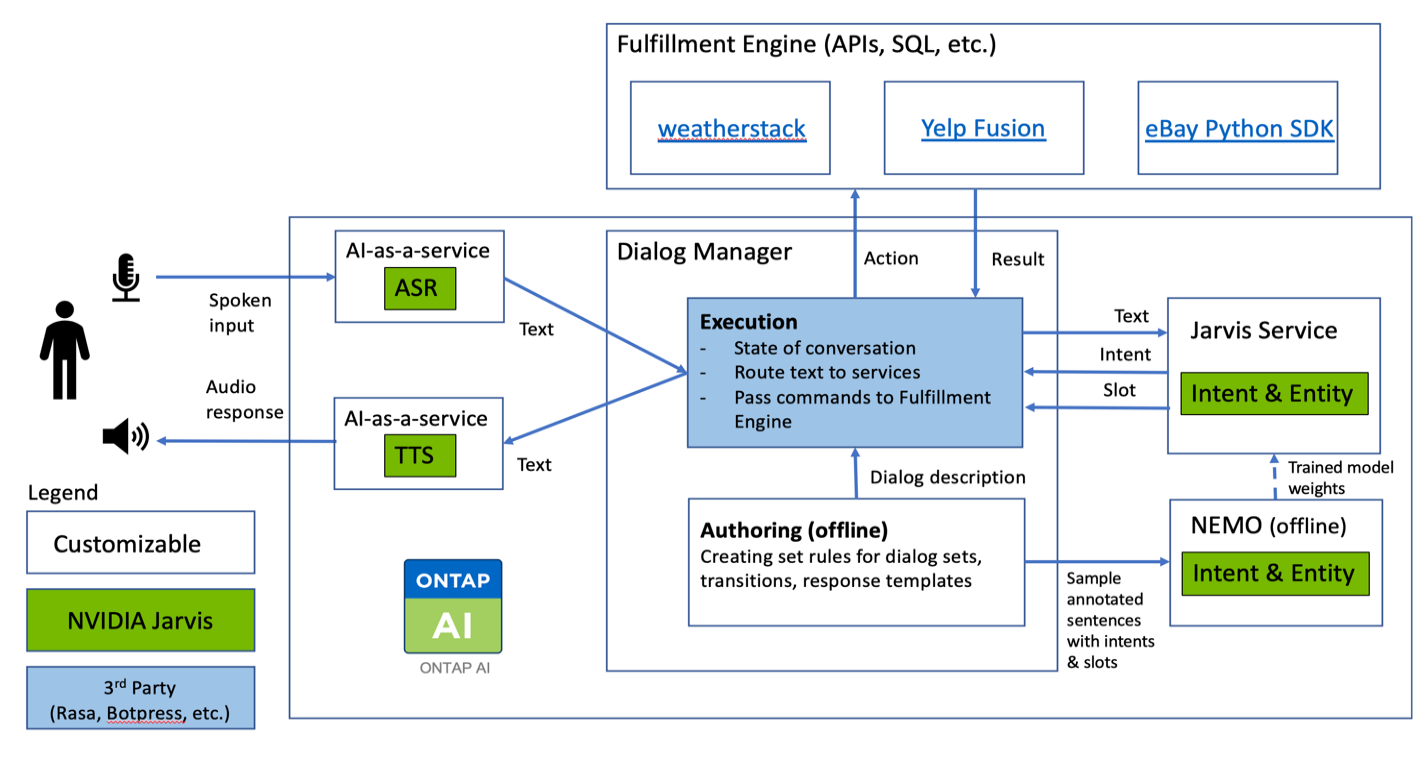 Fulfillment Engine (APIs, SQL, etc.)
weatherstack
Yelp Fusion
eBay Python SDK
AI-as-a-service
ASR
Dialog Manager
Action
Result
Spoken
input
Text
Execution
- State of conversation
- Route text to services
- Pass commands to Fulfillment
Engine
Text
Intent
Slot
Jarvis Service
Intent & Entity
Audio
response
AI-as-a-service
TTS
Text
Dialog description
Trained model
weights
Legend
Customizable
NVIDIA Jarvis
3rd Party
(Rasa, Botpress, etc.)
ONTAP
AI
ONTAP AI
Authoring (offline)
Creating set rules for dialog sets,
transitions, response templates
Sample
annotated
sentences
with intents
& slots
NEMO (offline)
Intent & Entity